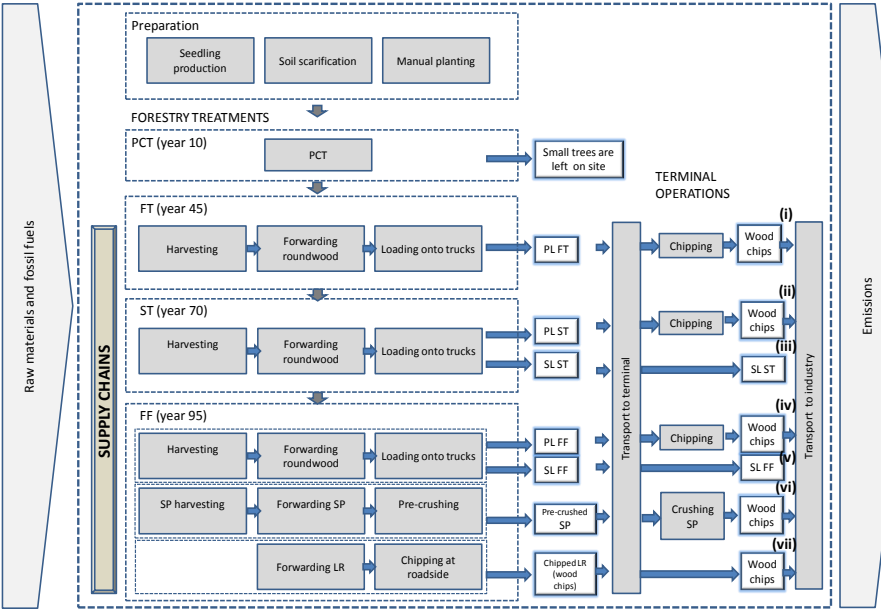 Raw materials and fossil fuels
SUPPLY CHAINS
Preparation
Seedling
production
Soil scarification
Manual planting
FORESTRY TREATMENTS
PCT (year 10)
PCT
Small trees are
left on site
TERMINAL
OPERATIONS
FT (year 45)
Harvesting
Forwarding
roundwood
Loading onto trucks
PL FT
Chipping
Wood
chips
(i)
ST (year 70)
Harvesting
Forwarding
roundwood
Loading onto trucks
PL ST
SL ST
Chipping
Wood
chips
(ii)
SL ST
(iii)
FF (year 95)
Harvesting
Forwarding
roundwood
Loading onto trucks
PL FF
SL FF
Chipping
Wood
chips
(iv)
SL FF
(v)
SP harvesting
Forwarding SP
Pre-crushing
Pre-crushed
SP
Crushing
SP
Wood
chips
(vi)
Forwarding LR
Chipping at
roadside
Chipped LR
(wood
chips)
Wood
chips
(vii)
Transport to terminal
Transport to industry
Emissions